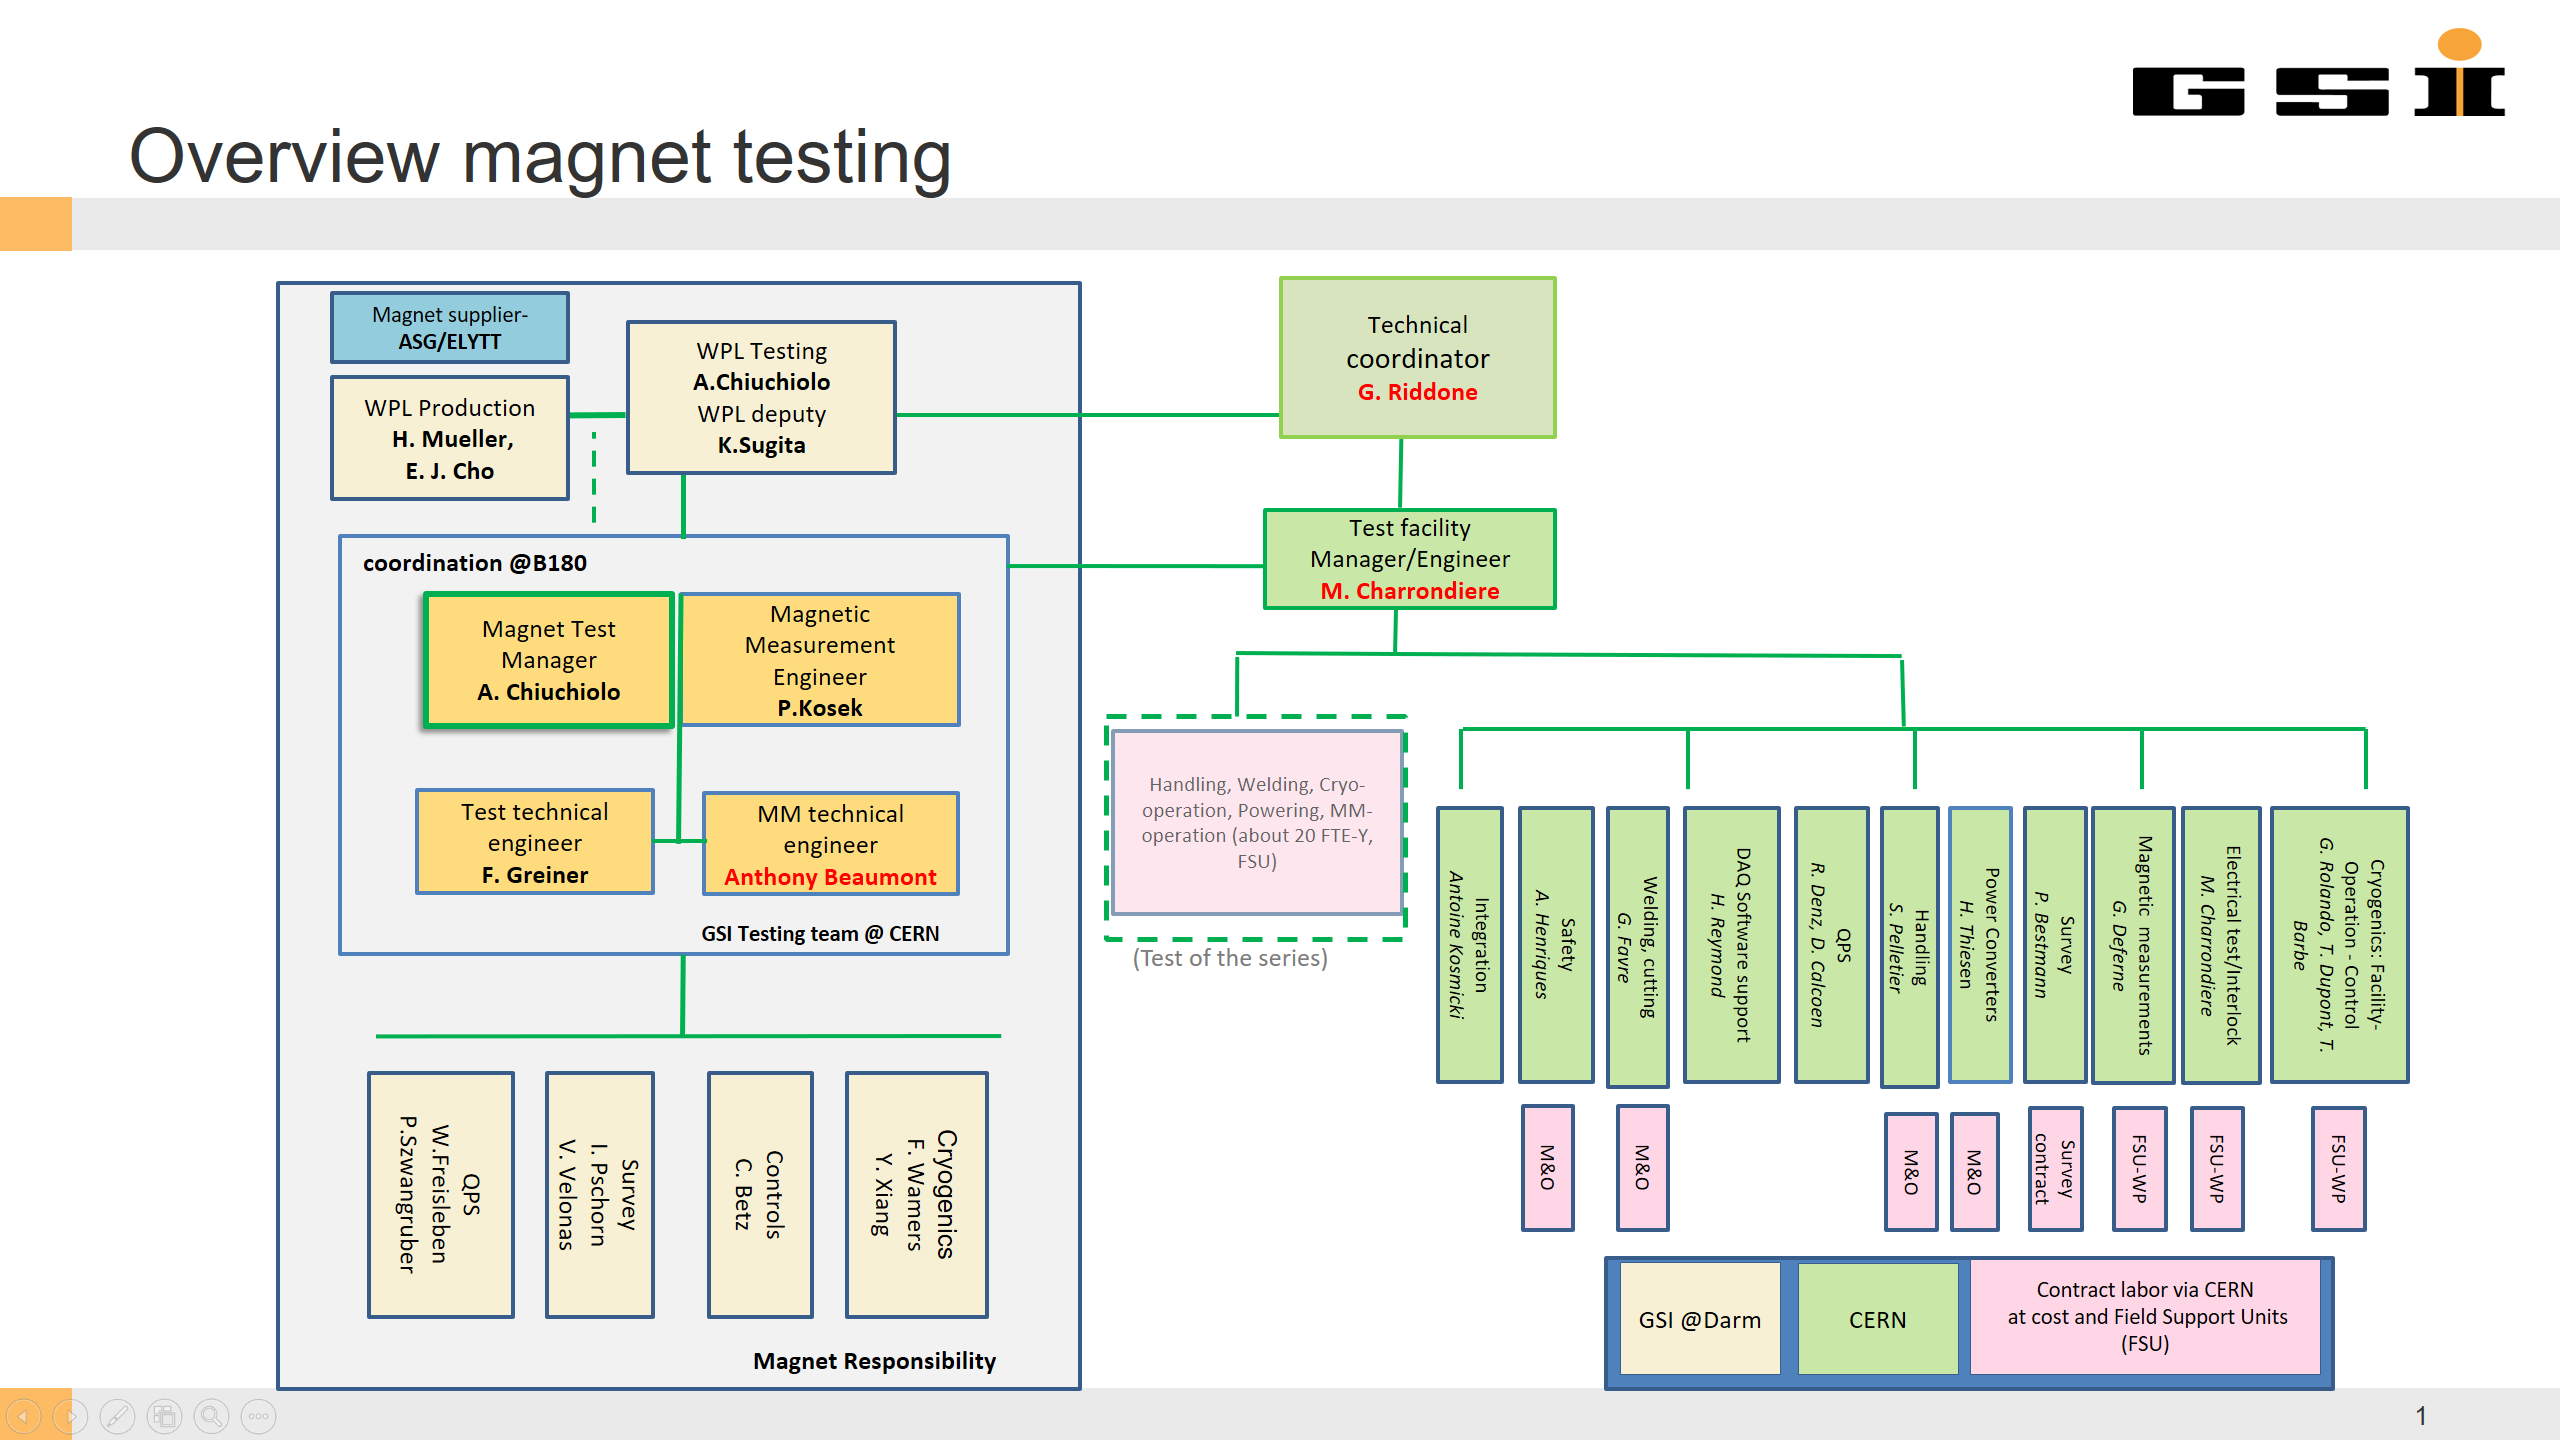 GSI
Overview magnet testing
Magnet supplier-
ASG/ELYTT
WPL Production
H. Mueller,
E. J. Cho
WPL Testing
A.Chiuchiolo
WPL deputy
K.Sugita
Technical
coordinator
G. Riddone
Test facility
Manager/Engineer
M. Charrondiere
coordination @B180
Magnet Test
Manager
A. Chiuchiolo
Magnetic
Measurement
Engineer
P.Kosek
Test technical
engineer
F. Greiner
MM technical
engineer
Anthony Beaumont
GSI Testing team @ CERN
Handling, Welding, Cryo-
operation, Powering, MM-
operation (about 20 FTE-Y,
FSU)
(Test of the series)
Integration
Antoine Kosmicki
Safety
A. Henriques
Welding, cutting
G. Favre
DAQ Software support
H. Reymond
QPS
R. Denz, D. Calcoen
Handling
S. Pelletier
Power Converters
H. Thiesen
Survey
P. Bestmann
Magnetic measurements
G. Deferne
Electrical test/Interlock
M. Charrondiere
Cryogenics: Facility-
Operation - Control
G. Rolando, T. Dupont, T.
Barbe
M&O
M&O
M&O
M&O
Survey
contract
FSU-WP
FSU-WP
FSU-WP
QPS
W.Freisleben
P.Szwangruber
Survey
I. Pschorn
V. Velonas
Controls
C. Betz
Cryogenics
F. Wamers
Y. Xiang
Magnet Responsibility
GSI @Darm
CERN
Contract labor via CERN
at cost and Field Support Units
(FSU)
1